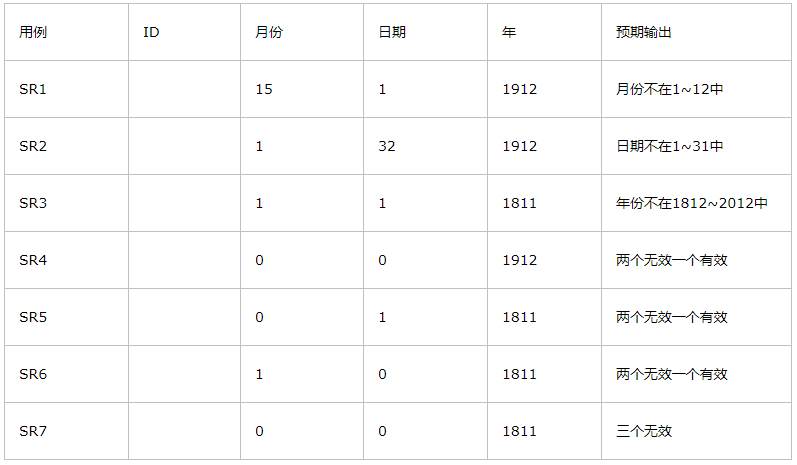 用例 ID 月份 日期 年 预期输出
SR1 15 1 1912 月份不在1~12中
SR2 1 32 1912 日期不在1~31中
SR3 1 1 1811 年份不在1812~2012中
SR4 0 0 1912 两个无效一个有效
SR5 0 1 1811 两个无效一个有效
SR6 1 0 1811 两个无效一个有效
SR7 0 0 1811 三个无效